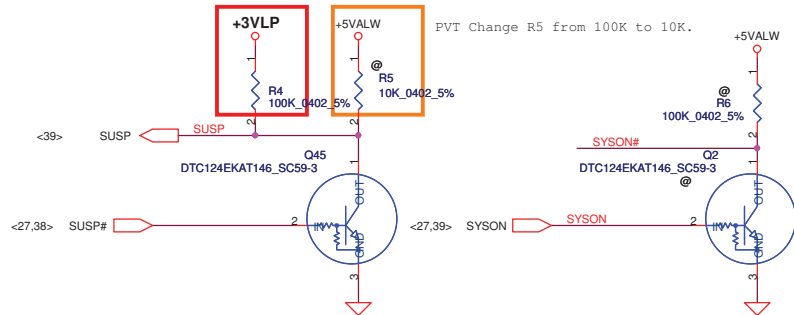 +3VLP
+5VALW
PVT Change R5 from 100K to 10K.
+5VALW
1
1
1
@
R4
100K_0402_5%
@
R5
10K_0402_5%
@
R6
100K_0402_5%
2
2
2
<39>
SUSP
SUSP
SYSON#
Q45
DTC124EKAT146_SC59-3
1
Q2
DTC124EKAT146_SC59-3
@
1
OUT
OUT
<27,38>
SUSP#
2
IN
<27,39>
SYSON
SYSON
2
IN
GND
GND
3
3